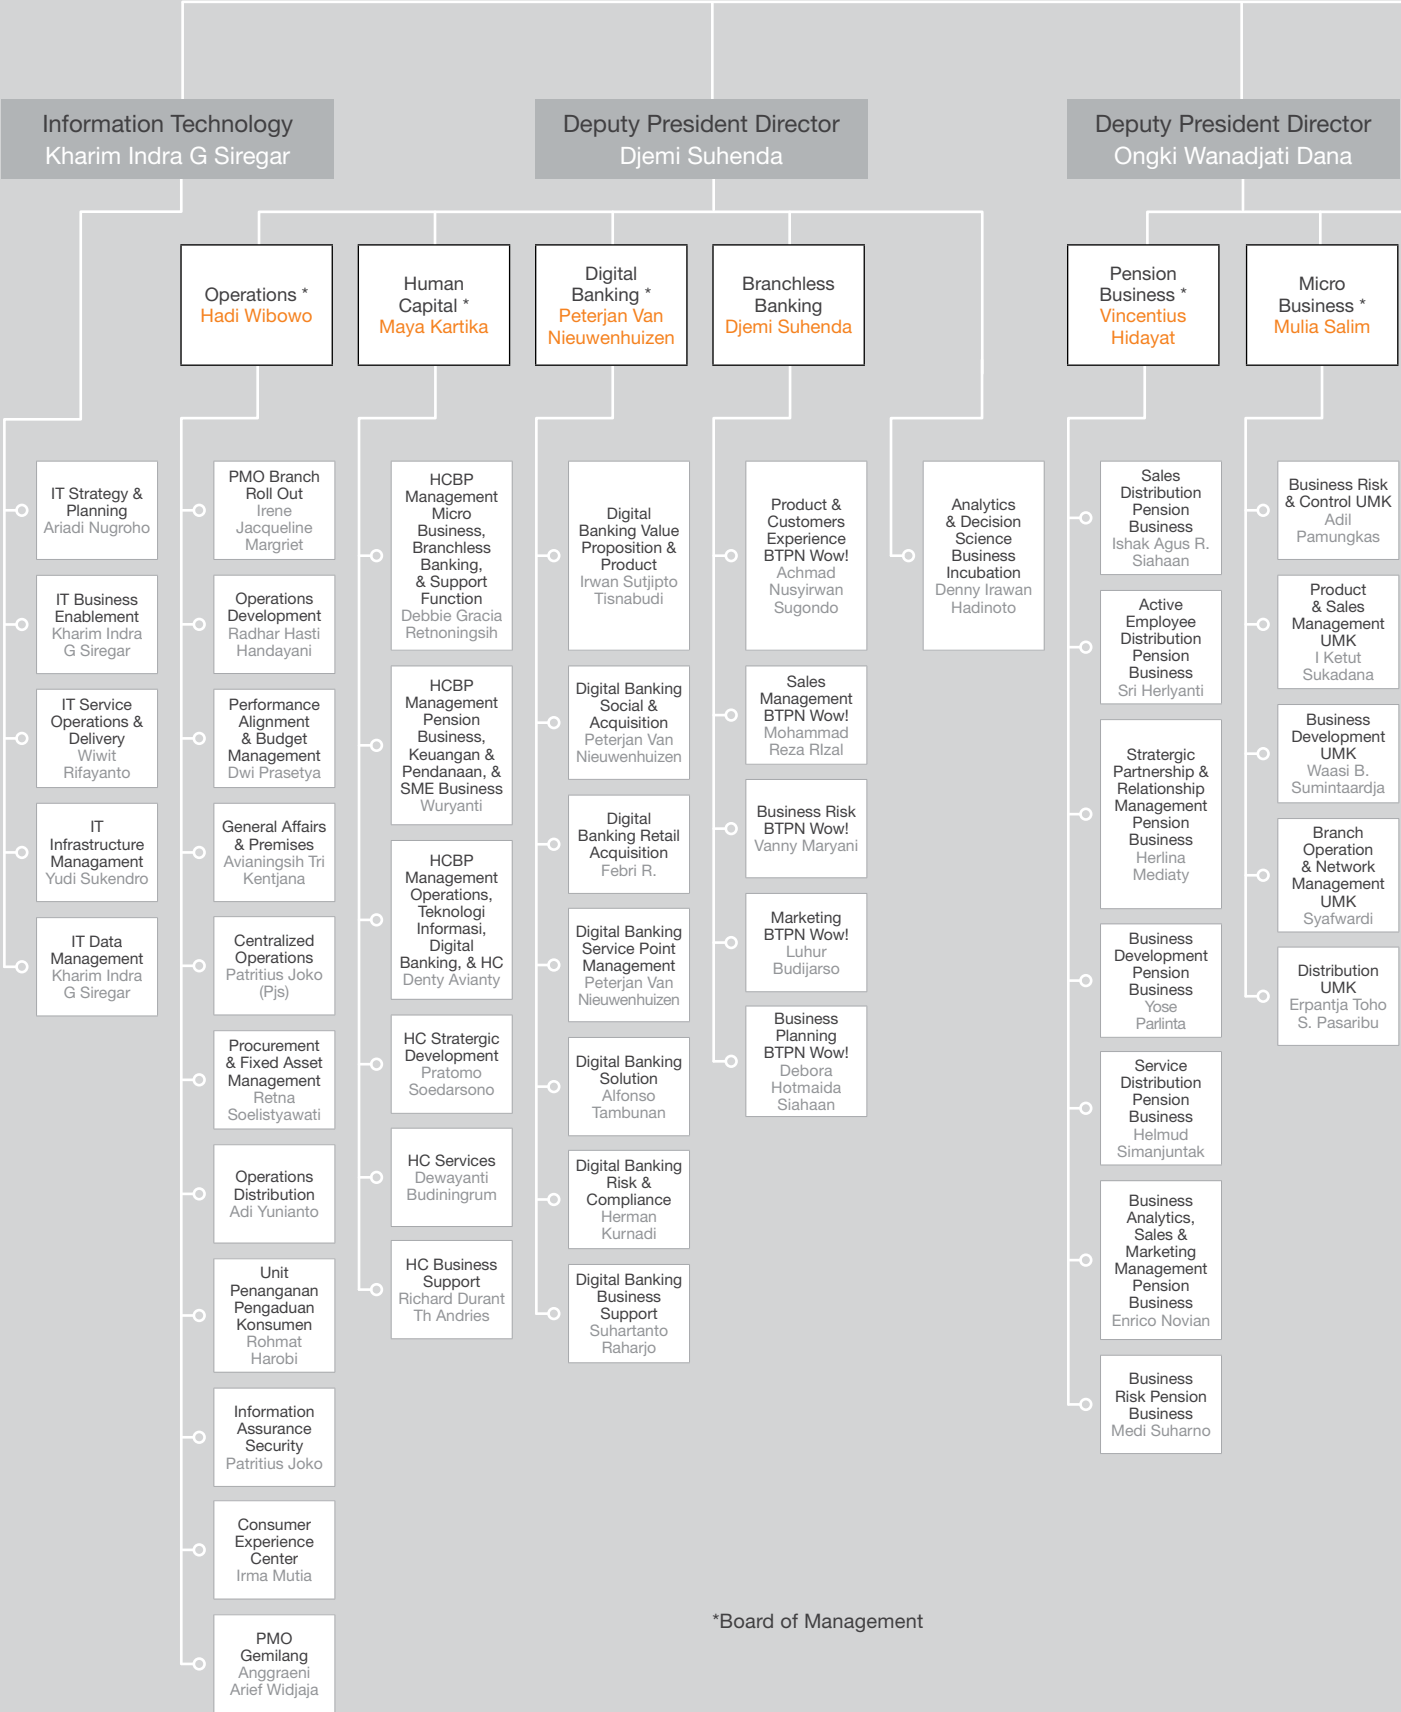 Information Technology
Kharim Indra G Siregar
Deputy President Director
Djemi Suhenda
Deputy President Director
Ongki Wanadjati Dana
Operations *
Hadi Wibowo
Human
Capital *
Maya Kartika
Digital
Banking *
Peterjan Van
Nieuwenhuizen
Branchless
Banking
Djemi Suhenda
Pension
Business *
Vincentius
Hidayat
Micro
Business *
Mulia Salim
IT Strategy &
Planning
Ariadi Nugroho
IT Business
Enablement
Kharim Indra
G Siregar
IT Service
Operations &
Delivery
Wiwit
Rifayanto
IT
Infrastructure
Managament
Yudi Sukendro
IT Data
Management
Kharim Indra
G Siregar
PMO Branch
Roll Out
Irene
Jacqueline
Margriet
Operations
Development
Radhar Hasti
Handayani
Performance
Alignment
& Budget
Management
Dwi Prasetya
General Affairs
& Premises
Avianingsih Tri
Kentjana
Centralized
Operations
Patritius Joko
(Pjs)
Procurement
& Fixed Asset
Management
Retna
Soelistyawati
Operations
Distribution
Adi Yunianto
Unit
Penanganan
Pengaduan
Konsumen
Rohmat
Harobi
Information
Assurance
Security
Patritius Joko
Consumer
Experience
Center
Irma Mutia
PMO
Gemilang
Anggraeni
Arief Widjaja
HCBP
Management
Micro
Business,
Branchless
Banking,
& Support
Function
Debbie Gracia
Retnoningsih
HCBP
Management
Pension
Business,
Keuangan &
Pendanaan, &
SME Business
Wuryanti
HCBP
Management
Operations,
Teknologi
Informasi,
Digital
Banking, & HC
Denty Avianty
HC Stratergic
Development
Pratomo
Soedarsono
HC Services
Dewayanti
Budiningrum
HC Business
Support
Richard Durant
Th Andries
Digital
Banking Value
Proposition &
Product
Irwan Sutjipto
Tisnabudi
Digital Banking
Social &
Acquisition
Peterjan Van
Nieuwenhuizen
Digital
Banking Retail
Acquisition
Febri R.
Digital Banking
Service Point
Management
Peterjan Van
Nieuwenhuizen
Digital Banking
Solution
Alfonso
Tambunan
Digital Banking
Risk &
Compliance
Herman
Kurnadi
Digital Banking
Business
Support
Suhartanto
Raharjo
Product &
Customers
Experience
BTPN Wow!
Achmad
Nusyirwan
Sugondo
Sales
Management
BTPN Wow!
Mohammad
Reza RIzal
Business Risk
BTPN Wow!
Vanny Maryani
Marketing
BTPN Wow!
Luhur
Budijarso
Business
Planning
BTPN Wow!
Debora
Hotmaida
Siahaan
Analytics
& Decision
Science
Business
Incubation
Denny Irawan
Hadinoto
Sales
Distribution
Pension
Business
Ishak Agus R.
Siahaan
Active
Employee
Distribution
Pension
Business
Sri Herlyanti
Stratergic
Partnership &
Relationship
Management
Pension
Business
Herlina
Mediaty
Business
Development
Pension
Business
Yose
Parlinta
Service
Distribution
Pension
Business
Helmud
Simanjuntak
Business
Analytics,
Sales &
Marketing
Management
Pension
Business
Enrico Novian
Business
Risk Pension
Business
Medi Suharno
Business Risk
& Control UMK
Adil
Pamungkas
Product
& Sales
Management
UMK
I Ketut
Sukadana
Business
Development
UMK
Waasi B.
Sumintaardja
Branch
Operation
& Network
Management
UMK
Syafwardi
Distribution
UMK
Erpantja Toho
S. Pasaribu
*Board of Management